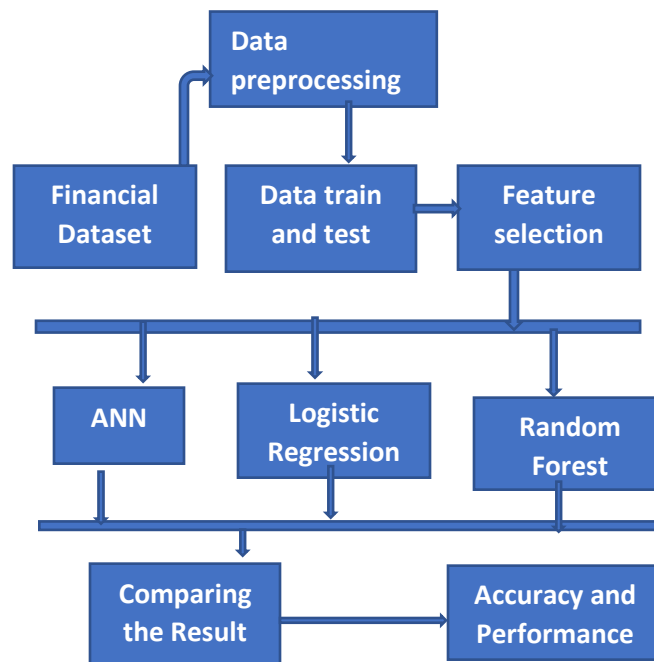 Data
preprocessing
Financial
Dataset
Data train
and test
Feature
selection
ANN
Logistic
Regression
Random
Forest
Comparing
the Result
Accuracy and
Performance